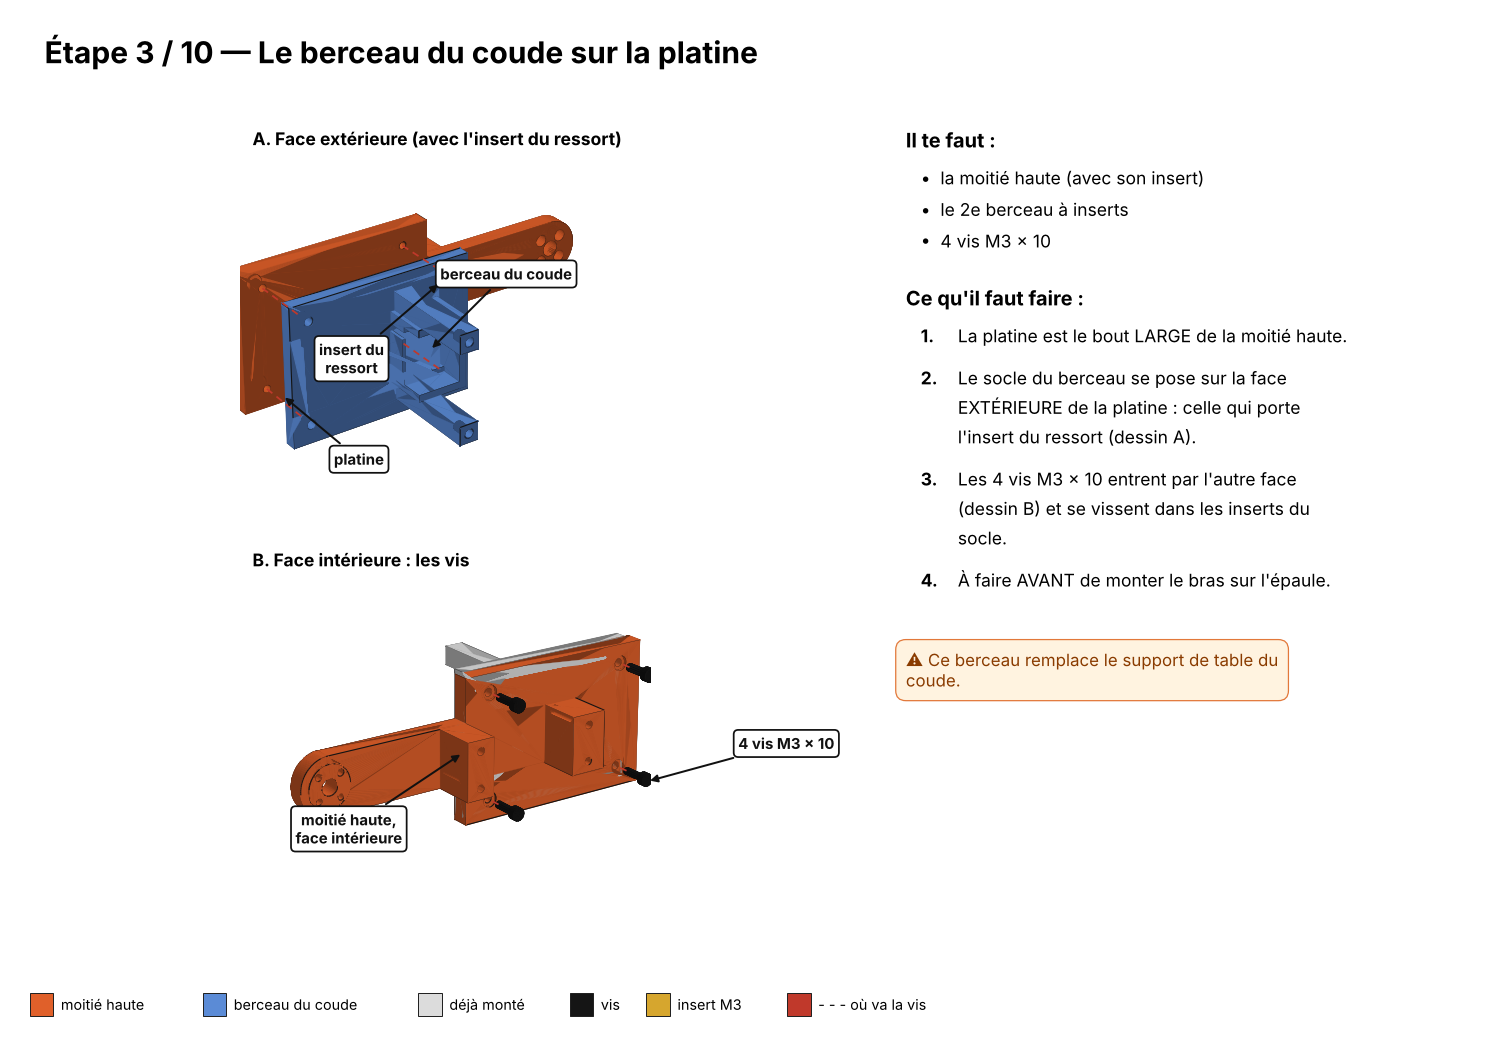 Étape 3 / 10 — Le berceau du coude sur la platine
A. Face extérieure (avec l'insert du ressort)
berceau du coude
insert du
ressort
platine
B. Face intérieure : les vis
4 vis M3 × 10
moitié haute,
face intérieure
Il te faut :
• la moitié haute (avec son insert)
• le 2e berceau à inserts
• 4 vis M3 × 10
Ce qu'il faut faire :
1. La platine est le bout LARGE de la moitié haute.
2. Le socle du berceau se pose sur la face
EXTÉRIEURE de la platine : celle qui porte
l'insert du ressort (dessin A).
3. Les 4 vis M3 × 10 entrent par l'autre face
(dessin B) et se vissent dans les inserts du
socle.
4. À faire AVANT de monter le bras sur l'épaule.
⚠ Ce berceau remplace le support de table du
coude.
moitié haute
berceau du coude
déjà monté
vis
insert M3
- - - où va la vis